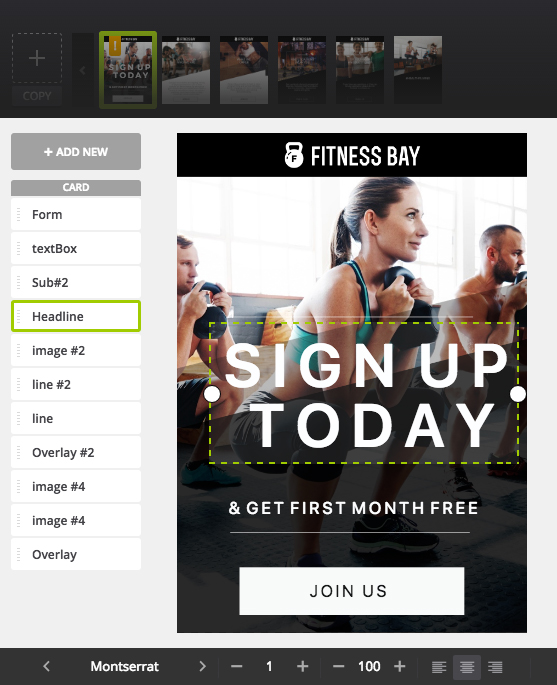 !
SIGN UP
TODAY
COPY
+ ADD NEW
CARD
Form
textBox
Sub#2
Headline
image #2
line #2
line
Overlay #2
image #4
image #4
Overlay
F
FITNESS BAY
SIGN UP
TODAY
& GET FIRST MONTH FREE
JOIN US
Montserrat
1
100